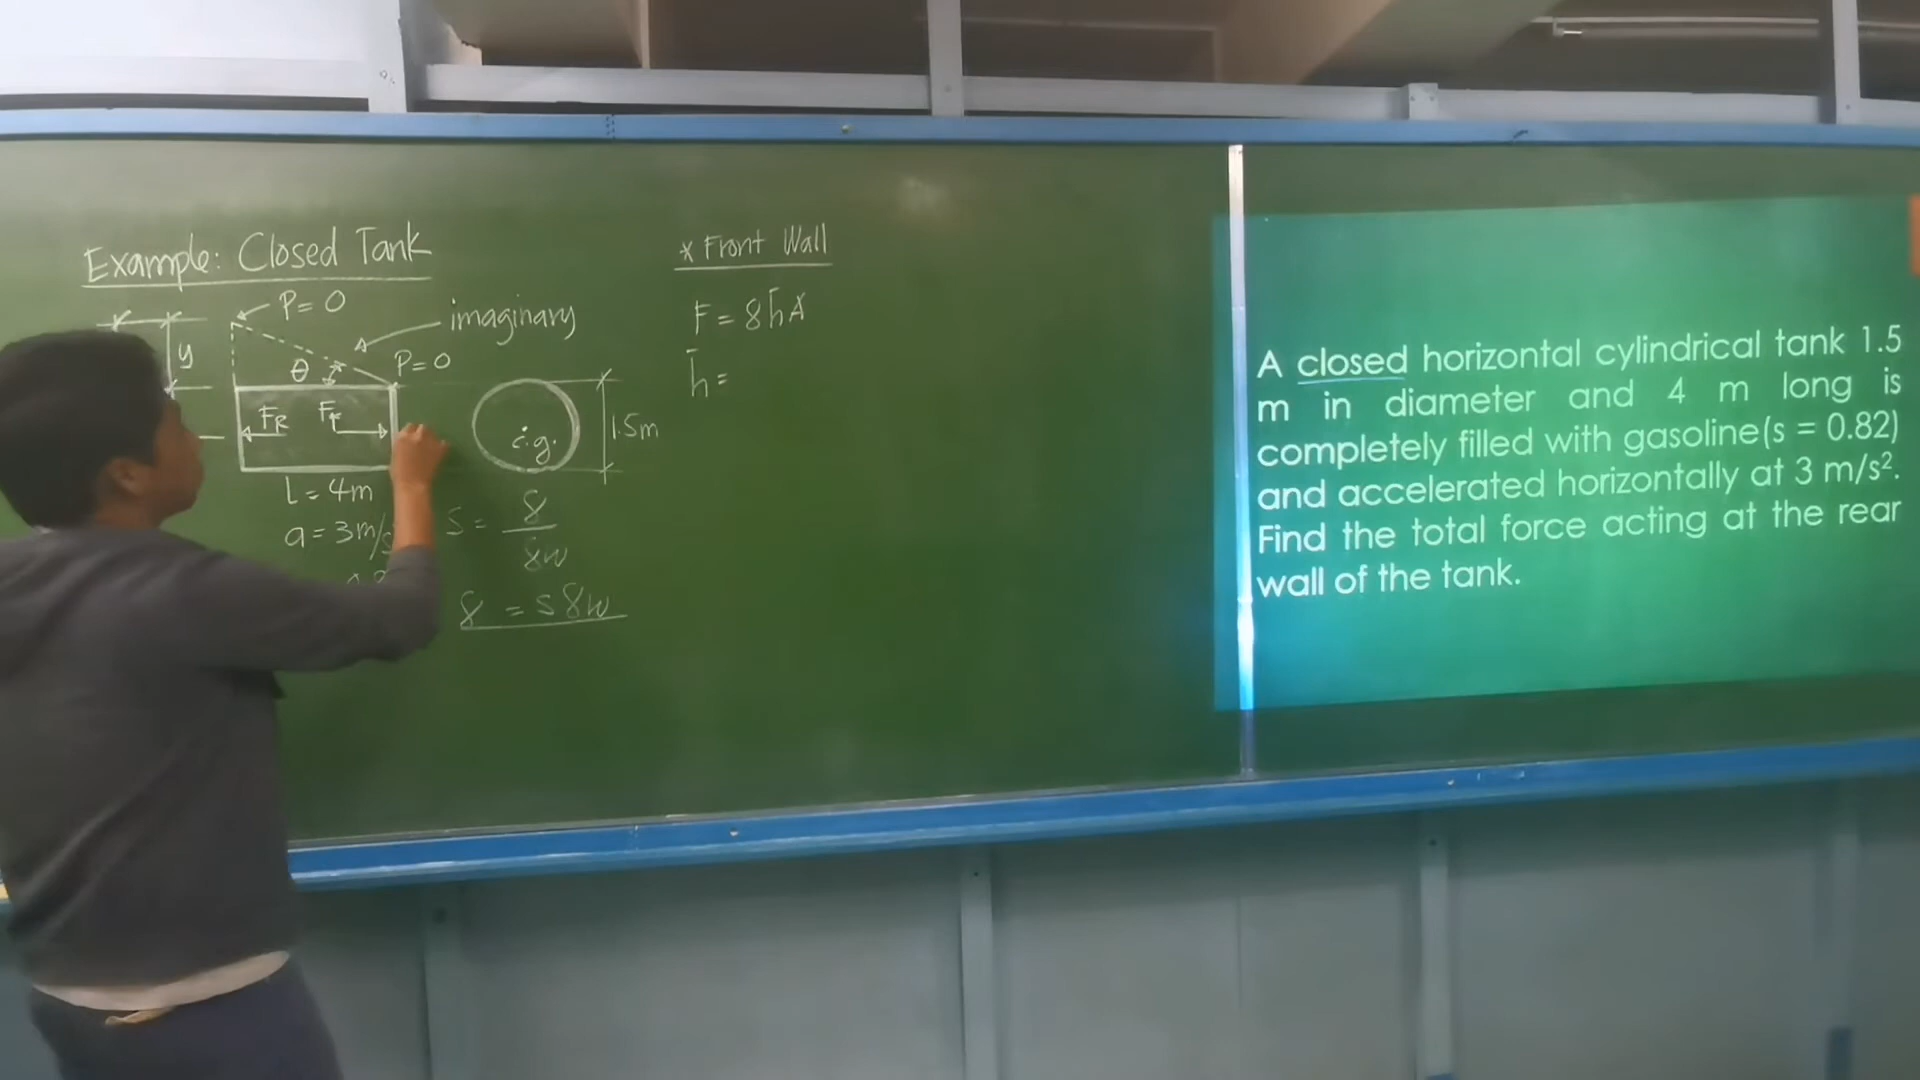 Example: Closed Tank
P = 0
imaginary
y
θ
P = 0
F_R
F_f
c.g.
1.5m
L = 4m
a = 3m/s
S = γ / γw
γ = sγw
* Front Wall
F = γh̄A
h̄ =
A closed horizontal cylindrical tank 1.5
m in diameter and 4 m long is
completely filled with gasoline(s = 0.82)
and accelerated horizontally at 3 m/s².
Find the total force acting at the rear
wall of the tank.